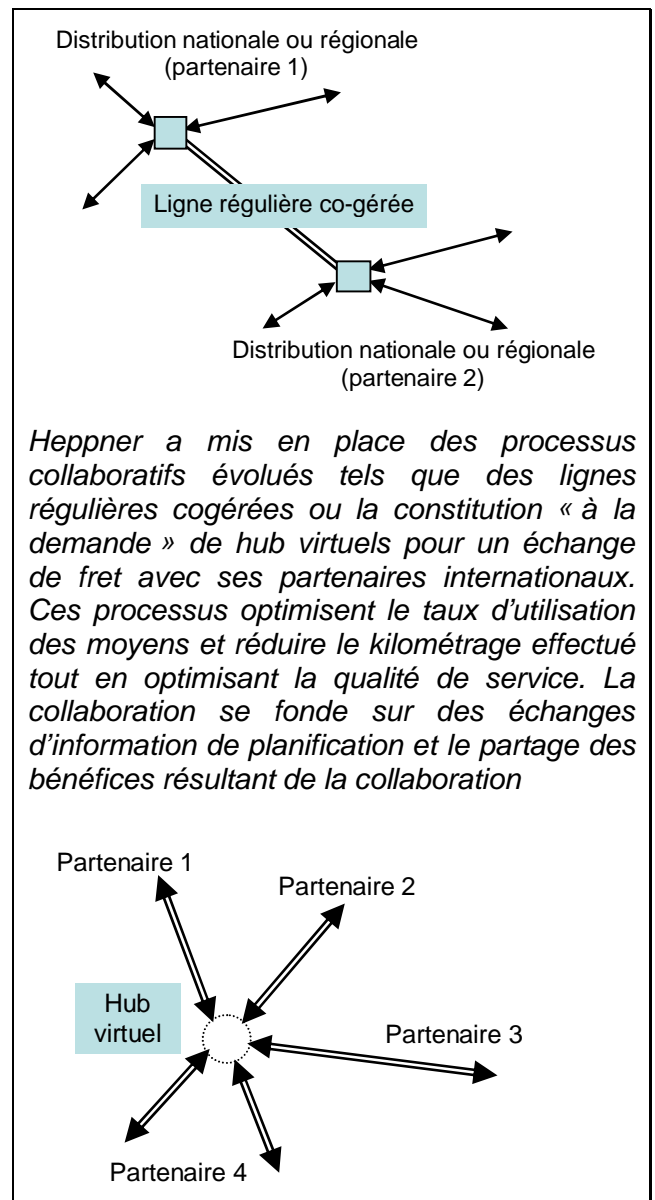 Distribution nationale ou régionale
(partenaire 1)
Ligne régulière co-gérée
Distribution nationale ou régionale
(partenaire 2)
Heppner a mis en place des processus
collaboratifs évolués tels que des lignes
régulières cogérées ou la constitution « à la
demande » de hub virtuels pour un échange
de fret avec ses partenaires internationaux.
Ces processus optimisent le taux d’utilisation
des moyens et réduire le kilométrage effectué
tout en optimisant la qualité de service. La
collaboration se fonde sur des échanges
d’information de planification et le partage des
bénéfices résultant de la collaboration
Partenaire 1
Partenaire 2
Hub
virtuel
Partenaire 3
Partenaire 4